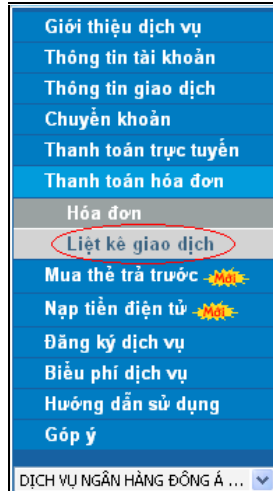 Giới thiệu dịch vụ
Thông tin tài khoản
Thông tin giao dịch
Chuyển khoản
Thanh toán trực tuyến
Thanh toán hóa đơn
Hóa đơn
Liệt kê giao dịch
Mua thẻ trả trước Mới
Nạp tiền điện tử Mới
Đăng ký dịch vụ
Biểu phí dịch vụ
Hướng dẫn sử dụng
Góp ý
DỊCH VỤ NGÂN HÀNG ĐÔNG Á ...